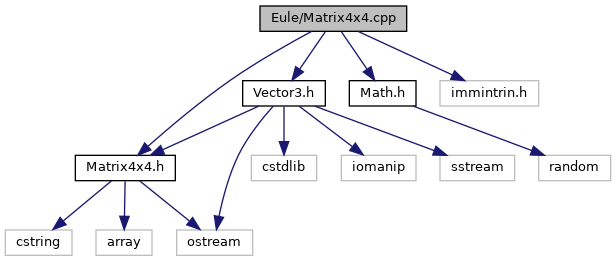 Eule/Matrix4x4.cpp
Vector3.h
Math.h
immintrin.h
Matrix4x4.h
cstdlib
iomanip
sstream
random
cstring
array
ostream